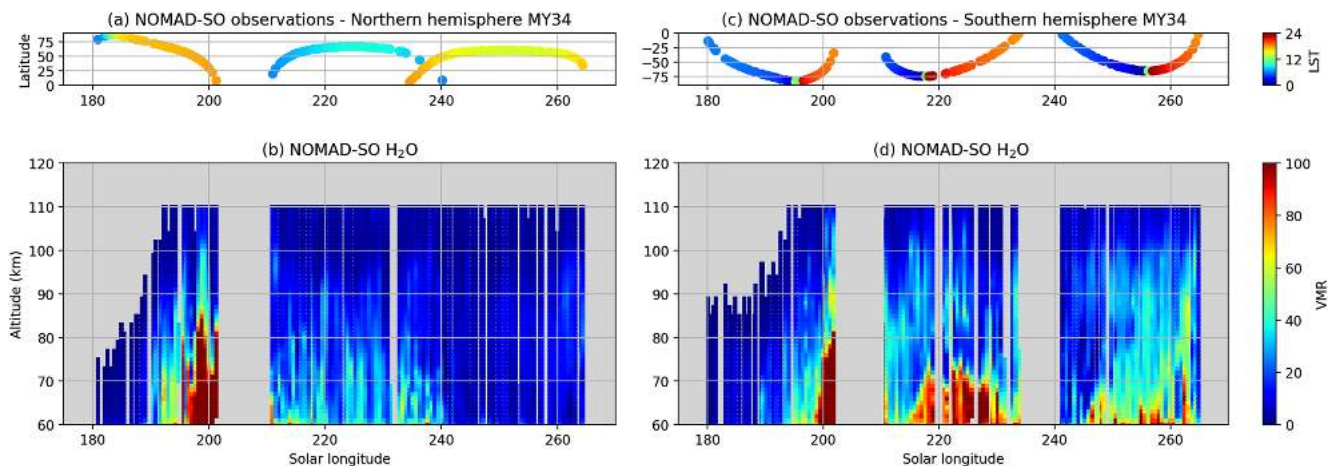 (a) NOMAD-SO observations - Northern hemisphere MY34
Latitude
75
50
25
0
180 200 220 240 260
(c) NOMAD-SO observations - Southern hemisphere MY34
0
−25
−50
−75
180 200 220 240 260
24
12
0
LST
(b) NOMAD-SO H₂O
Altitude (km)
120
110
100
90
80
70
60
180 200 220 240 260
Solar longitude
(d) NOMAD-SO H₂O
120
110
100
90
80
70
60
180 200 220 240 260
Solar longitude
100
80
60
40
20
0
VMR